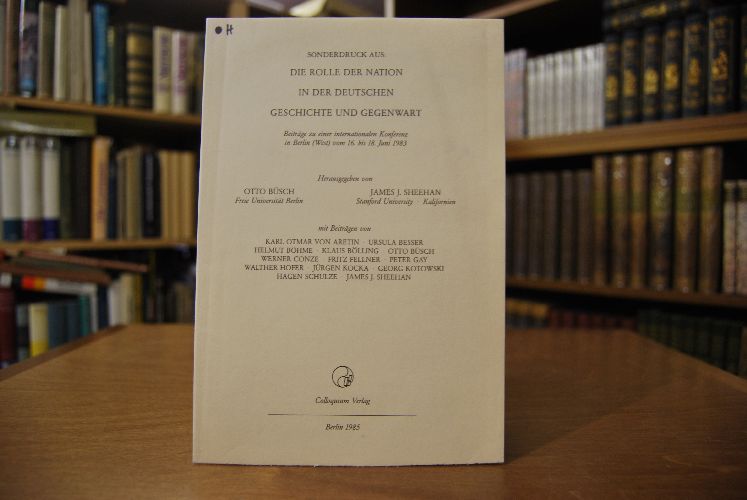 H
SONDERDRUCK AUS:
DIE ROLLE DER NATION
IN DER DEUTSCHEN
GESCHICHTE UND GEGENWART
Beiträge zu einer internationalen Konferenz
in Berlin (West) vom 16. bis 18. Juni 1983
Herausgegeben von
OTTO BÜSCH JAMES J. SHEEHAN
Freie Universität Berlin Stanford University · Kalifornien
mit Beiträgen von
KARL OTMAR VON ARETIN · URSULA BESSER
HELMUT BÖHME · KLAUS BÖLLING · OTTO BÜSCH
WERNER CONZE · FRITZ FELLNER · PETER GAY
WALTHER HOFER · JÜRGEN KOCKA · GEORG KOTOWSKI
HAGEN SCHULZE · JAMES J. SHEEHAN
Colloquium Verlag
Berlin 1985